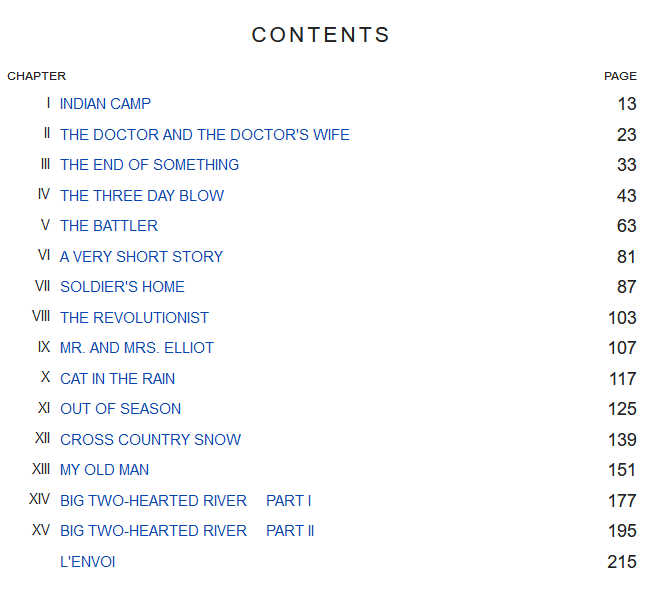 CONTENTS
CHAPTER PAGE
I INDIAN CAMP 13
II THE DOCTOR AND THE DOCTOR'S WIFE 23
III THE END OF SOMETHING 33
IV THE THREE DAY BLOW 43
V THE BATTLER 63
VI A VERY SHORT STORY 81
VII SOLDIER'S HOME 87
VIII THE REVOLUTIONIST 103
IX MR. AND MRS. ELLIOT 107
X CAT IN THE RAIN 117
XI OUT OF SEASON 125
XII CROSS COUNTRY SNOW 139
XIII MY OLD MAN 151
XIV BIG TWO-HEARTED RIVER PART I 177
XV BIG TWO-HEARTED RIVER PART II 195
L'ENVOI 215